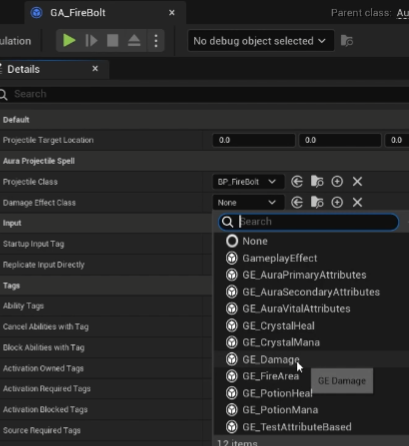 GA_FireBolt
Parent class: Au
ulation
No debug object selected
Details
Search
Default
Projectile Target Location 0.0 0.0 0.0
Aura Projectile Spell
Projectile Class BP_FireBolt
Damage Effect Class None
Search
Input
None
Startup Input Tag
GameplayEffect
Replicate Input Directly
GE_AuraPrimaryAttributes
Tags
GE_AuraSecondaryAttributes
Ability Tags
GE_AuraVitalAttributes
Cancel Abilities with Tag
GE_CrystalHeal
Block Abilities with Tag
GE_CrystalMana
Activation Owned Tags
GE_Damage
Activation Required Tags
GE_FireArea
GE Damage
Activation Blocked Tags
GE_PotionHeal
GE_PotionMana
Source Required Tags
GE_TestAttributeBased
12 items